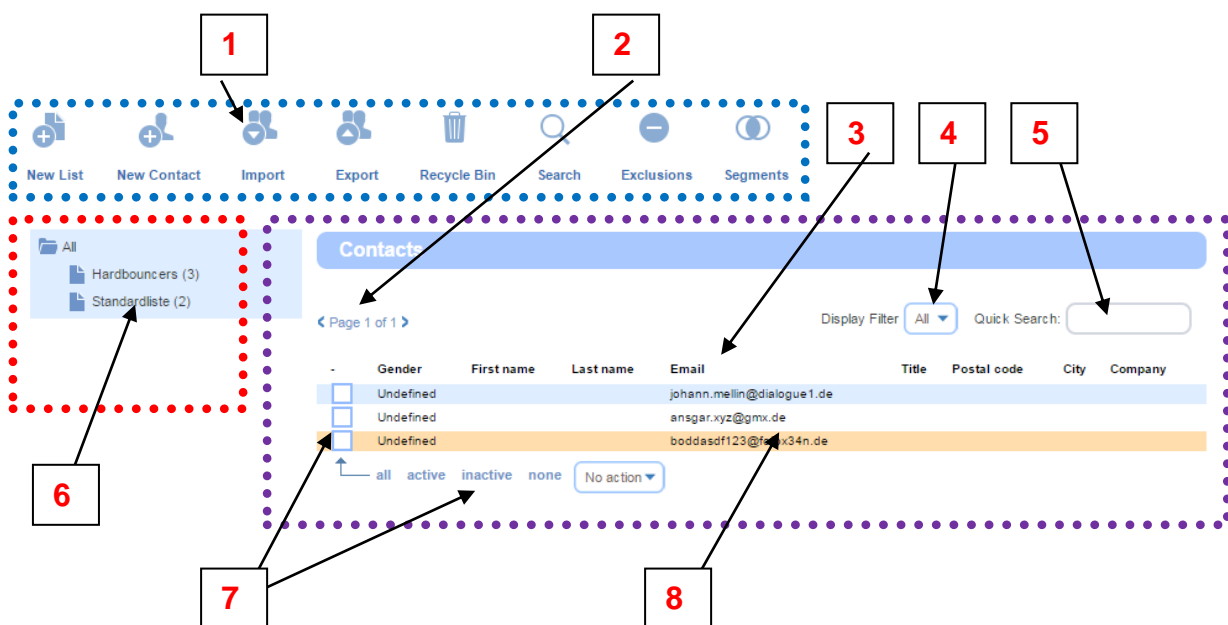 1 2
3 4 5
New List New Contact Import Export Recycle Bin Search Exclusions Segments
All
Contacts
Hardbouncers (3)
Standardliste (2)
Page 1 of 1 Display Filter All Quick Search:
- Gender First name Last name Email Title Postal code City Company
Undefined johann.mellin@dialogue1.de
Undefined ansgar.xyz@gmx.de
Undefined
all active inactive none No action
6
7 8